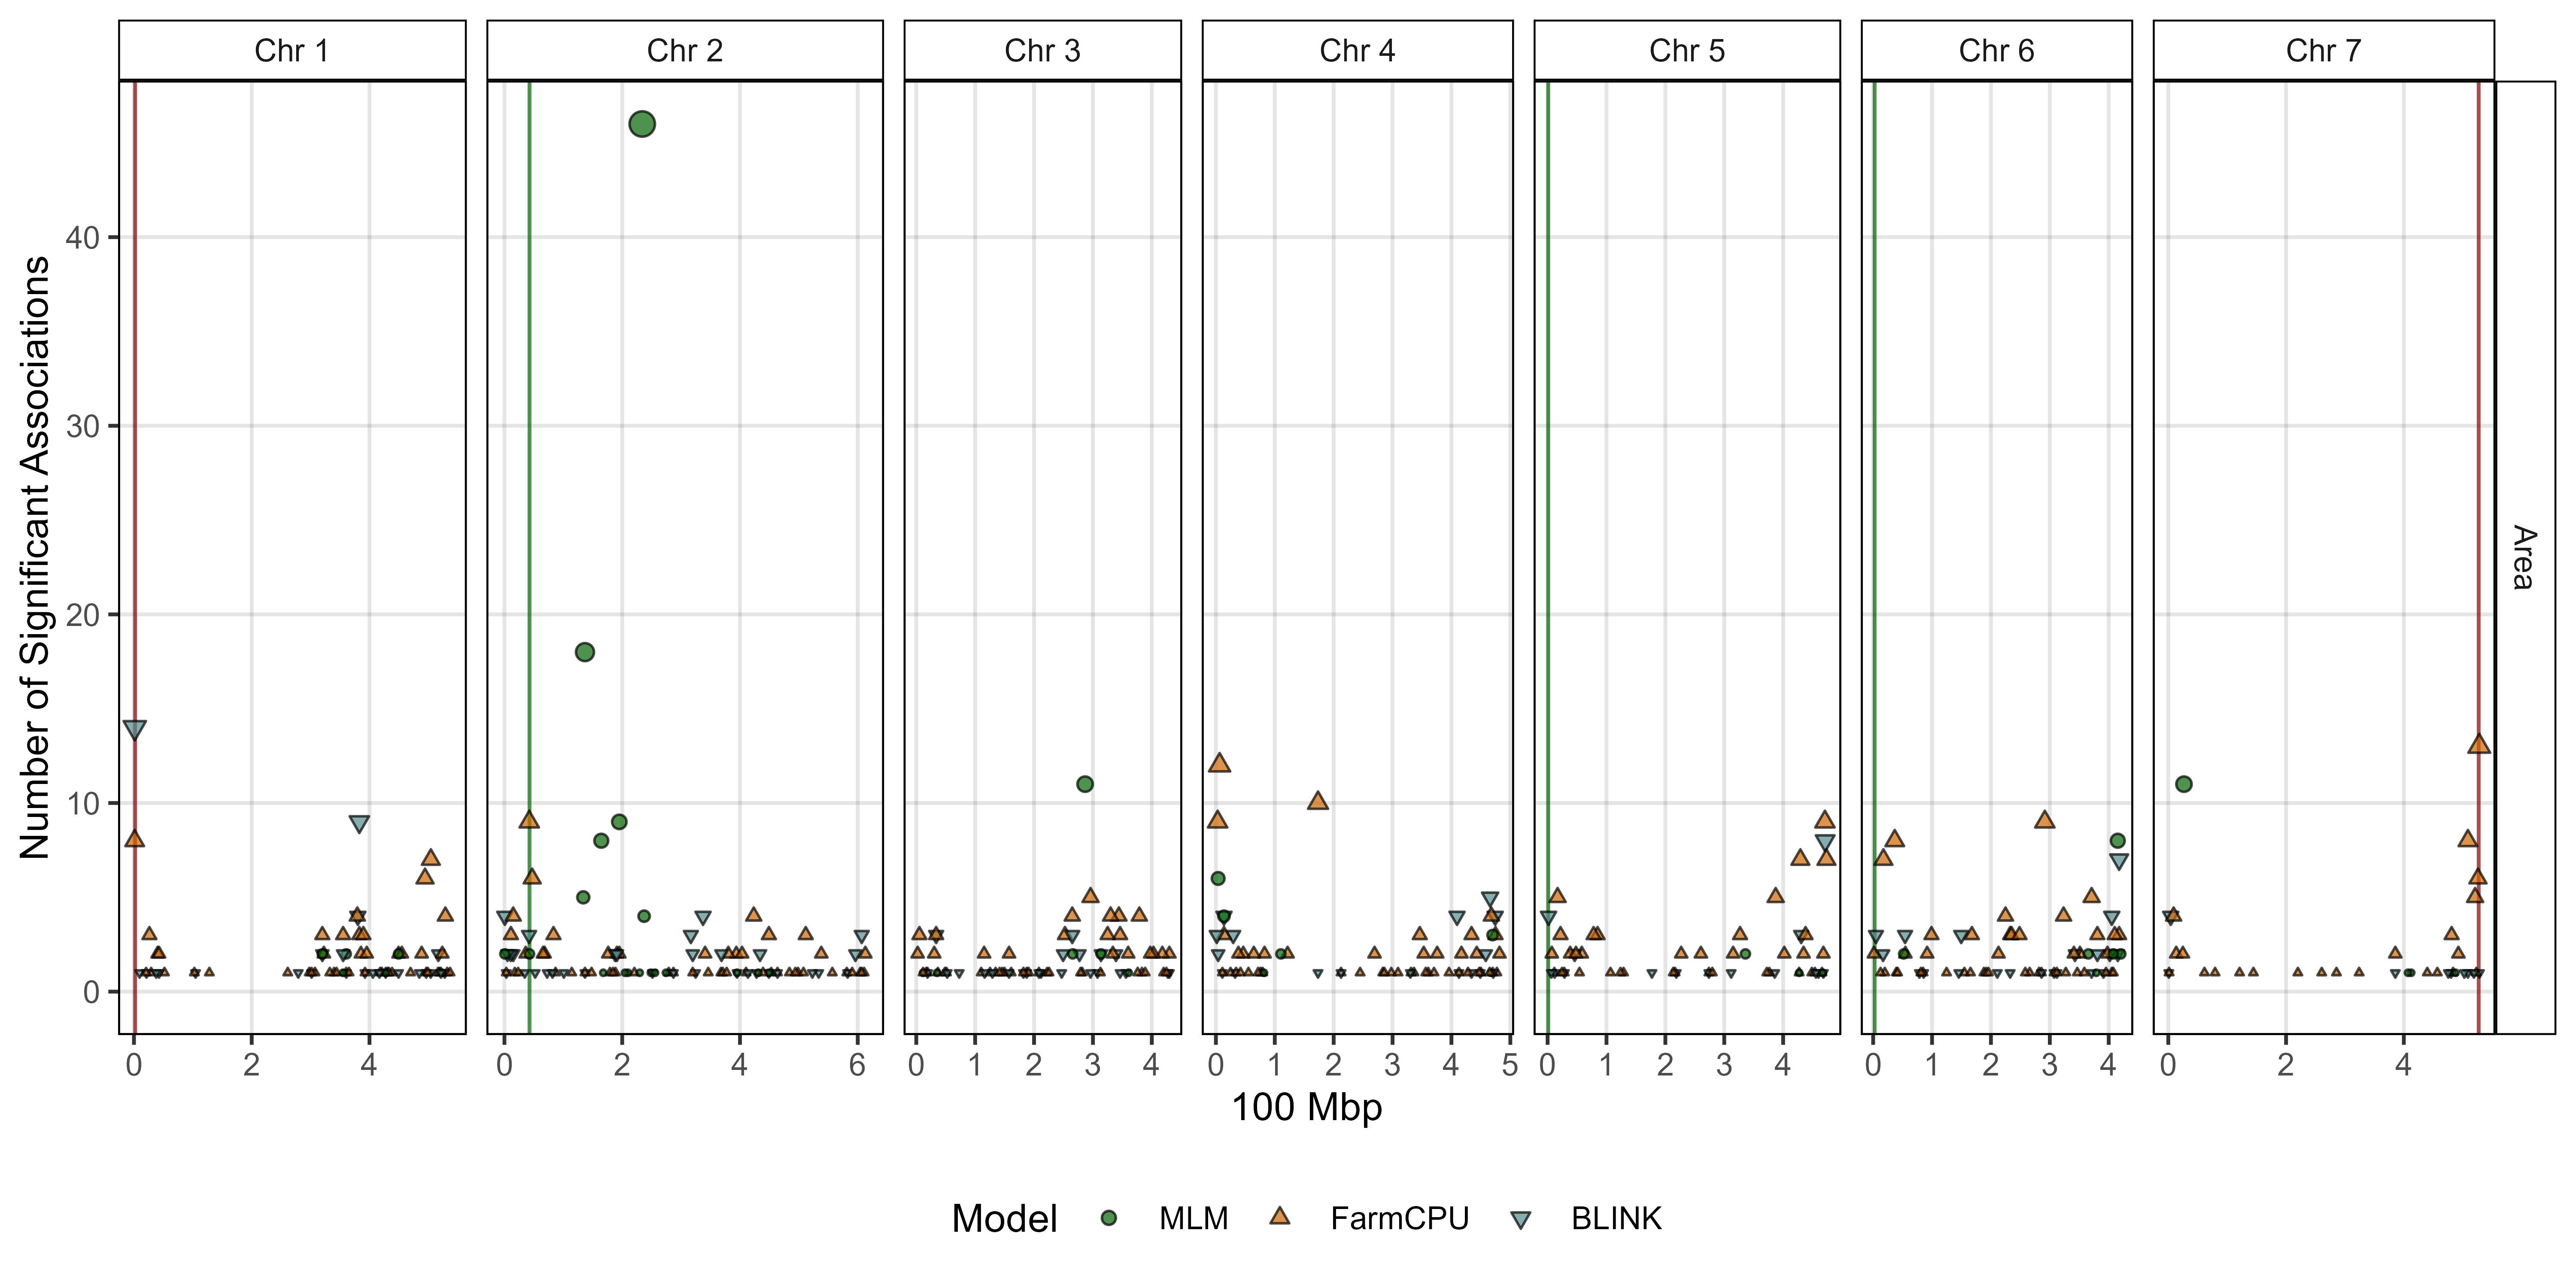 Chr 1 Chr 2 Chr 3 Chr 4 Chr 5 Chr 6 Chr 7
Number of Significant Associations
40
30
20
10
0
Area
0 2 4 0 2 4 6 0 1 2 3 4 0 1 2 3 4 5 0 1 2 3 4 0 1 2 3 4 0 2 4
100 Mbp
Model MLM FarmCPU BLINK